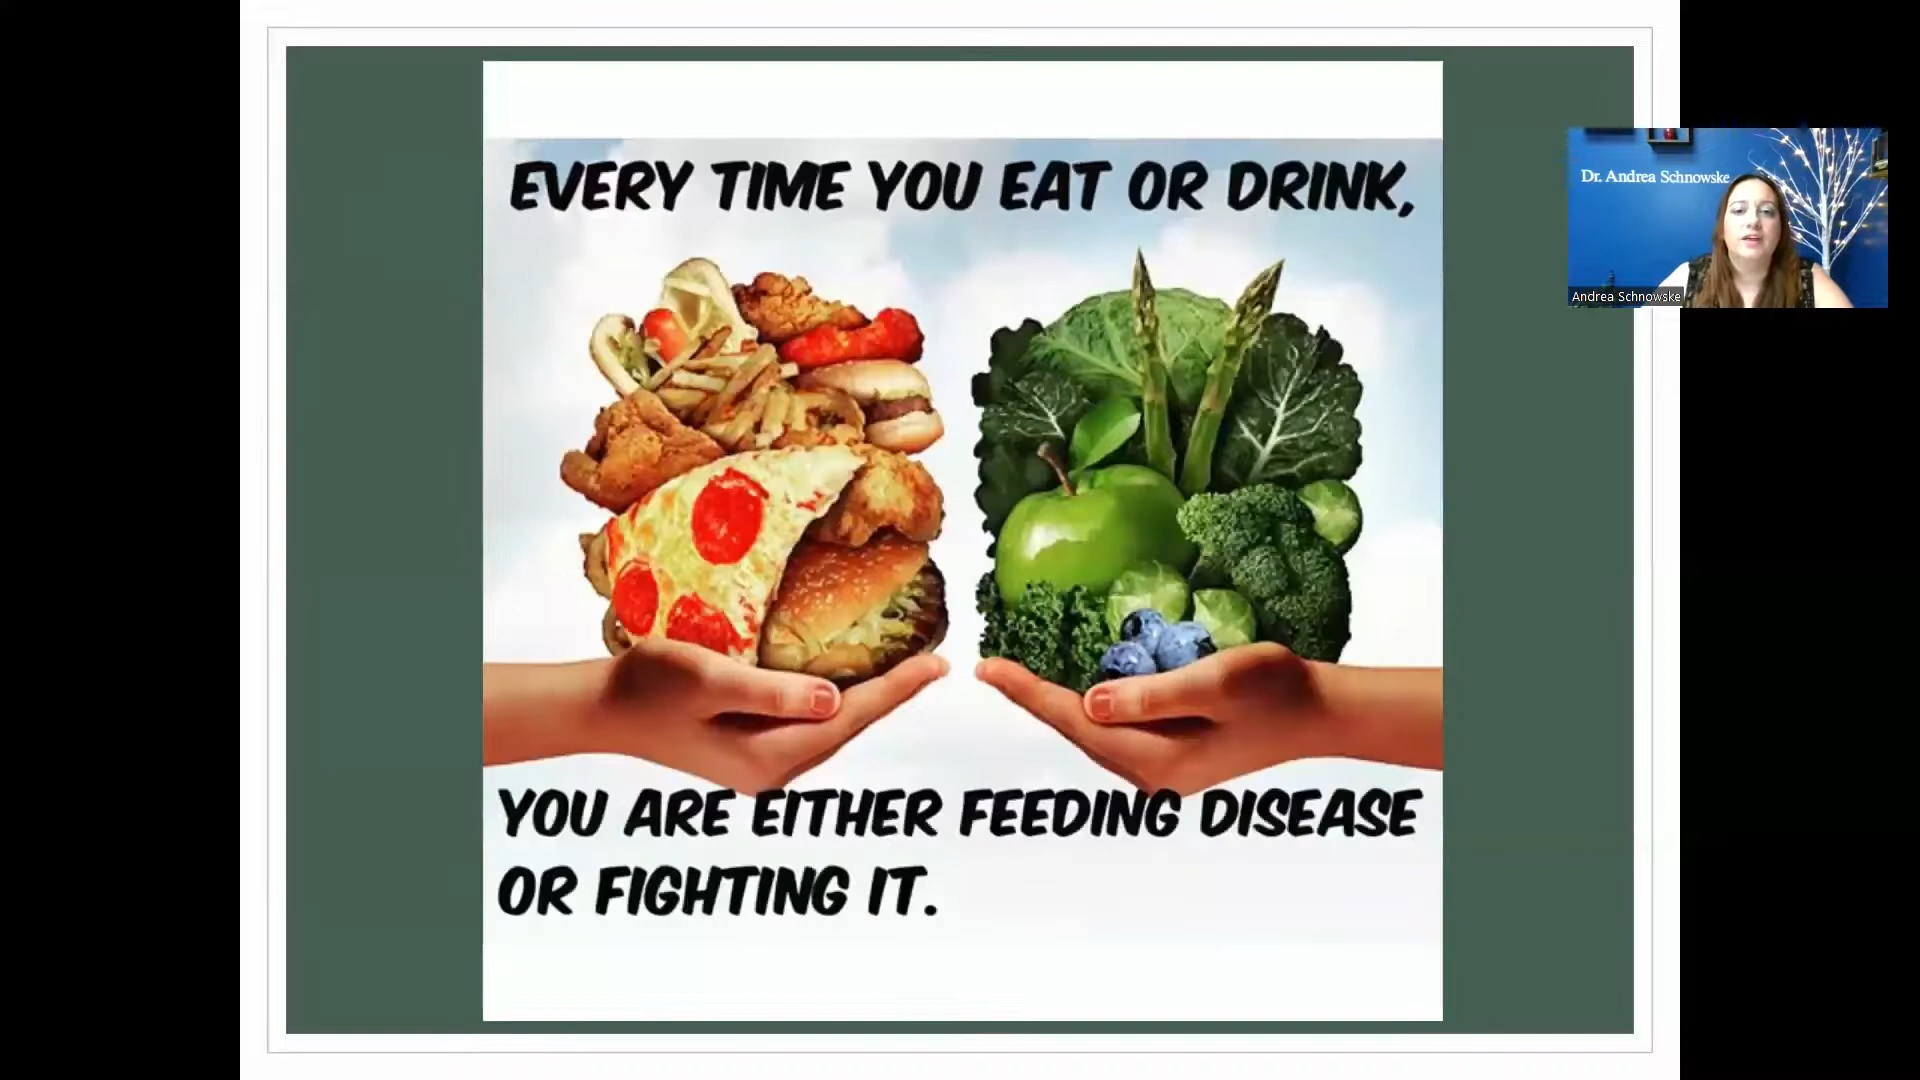 EVERY TIME YOU EAT OR DRINK,
YOU ARE EITHER FEEDING DISEASE
OR FIGHTING IT.
Dr. Andrea Schnowske
Andrea Schnowske